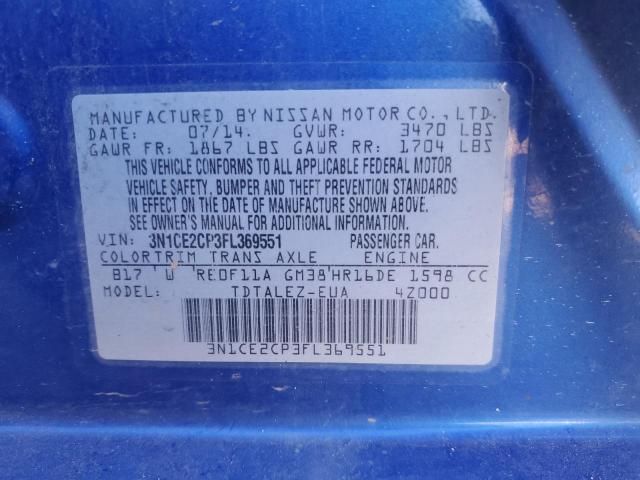 MANUFACTURED BY NISSAN MOTOR CO., LTD.
DATE: 07/14. GVWR: 3470 LBS
GAWR FR: 1867 LBS GAWR RR: 1704 LBS
THIS VEHICLE CONFORMS TO ALL APPLICABLE FEDERAL MOTOR
VEHICLE SAFETY, BUMPER AND THEFT PREVENTION STANDARDS
IN EFFECT ON THE DATE OF MANUFACTURE SHOWN ABOVE.
SEE OWNER'S MANUAL FOR ADDITIONAL INFORMATION.
VIN: 3N1CE2CP3FL369551 PASSENGER CAR.
COLOR TRIM TRANS AXLE ENGINE
B17 W RE0F11A GM38 HR16DE 1598 CC
MODEL: TDTALEZ-EUA 4Z000
3N1CE2CP3FL369551